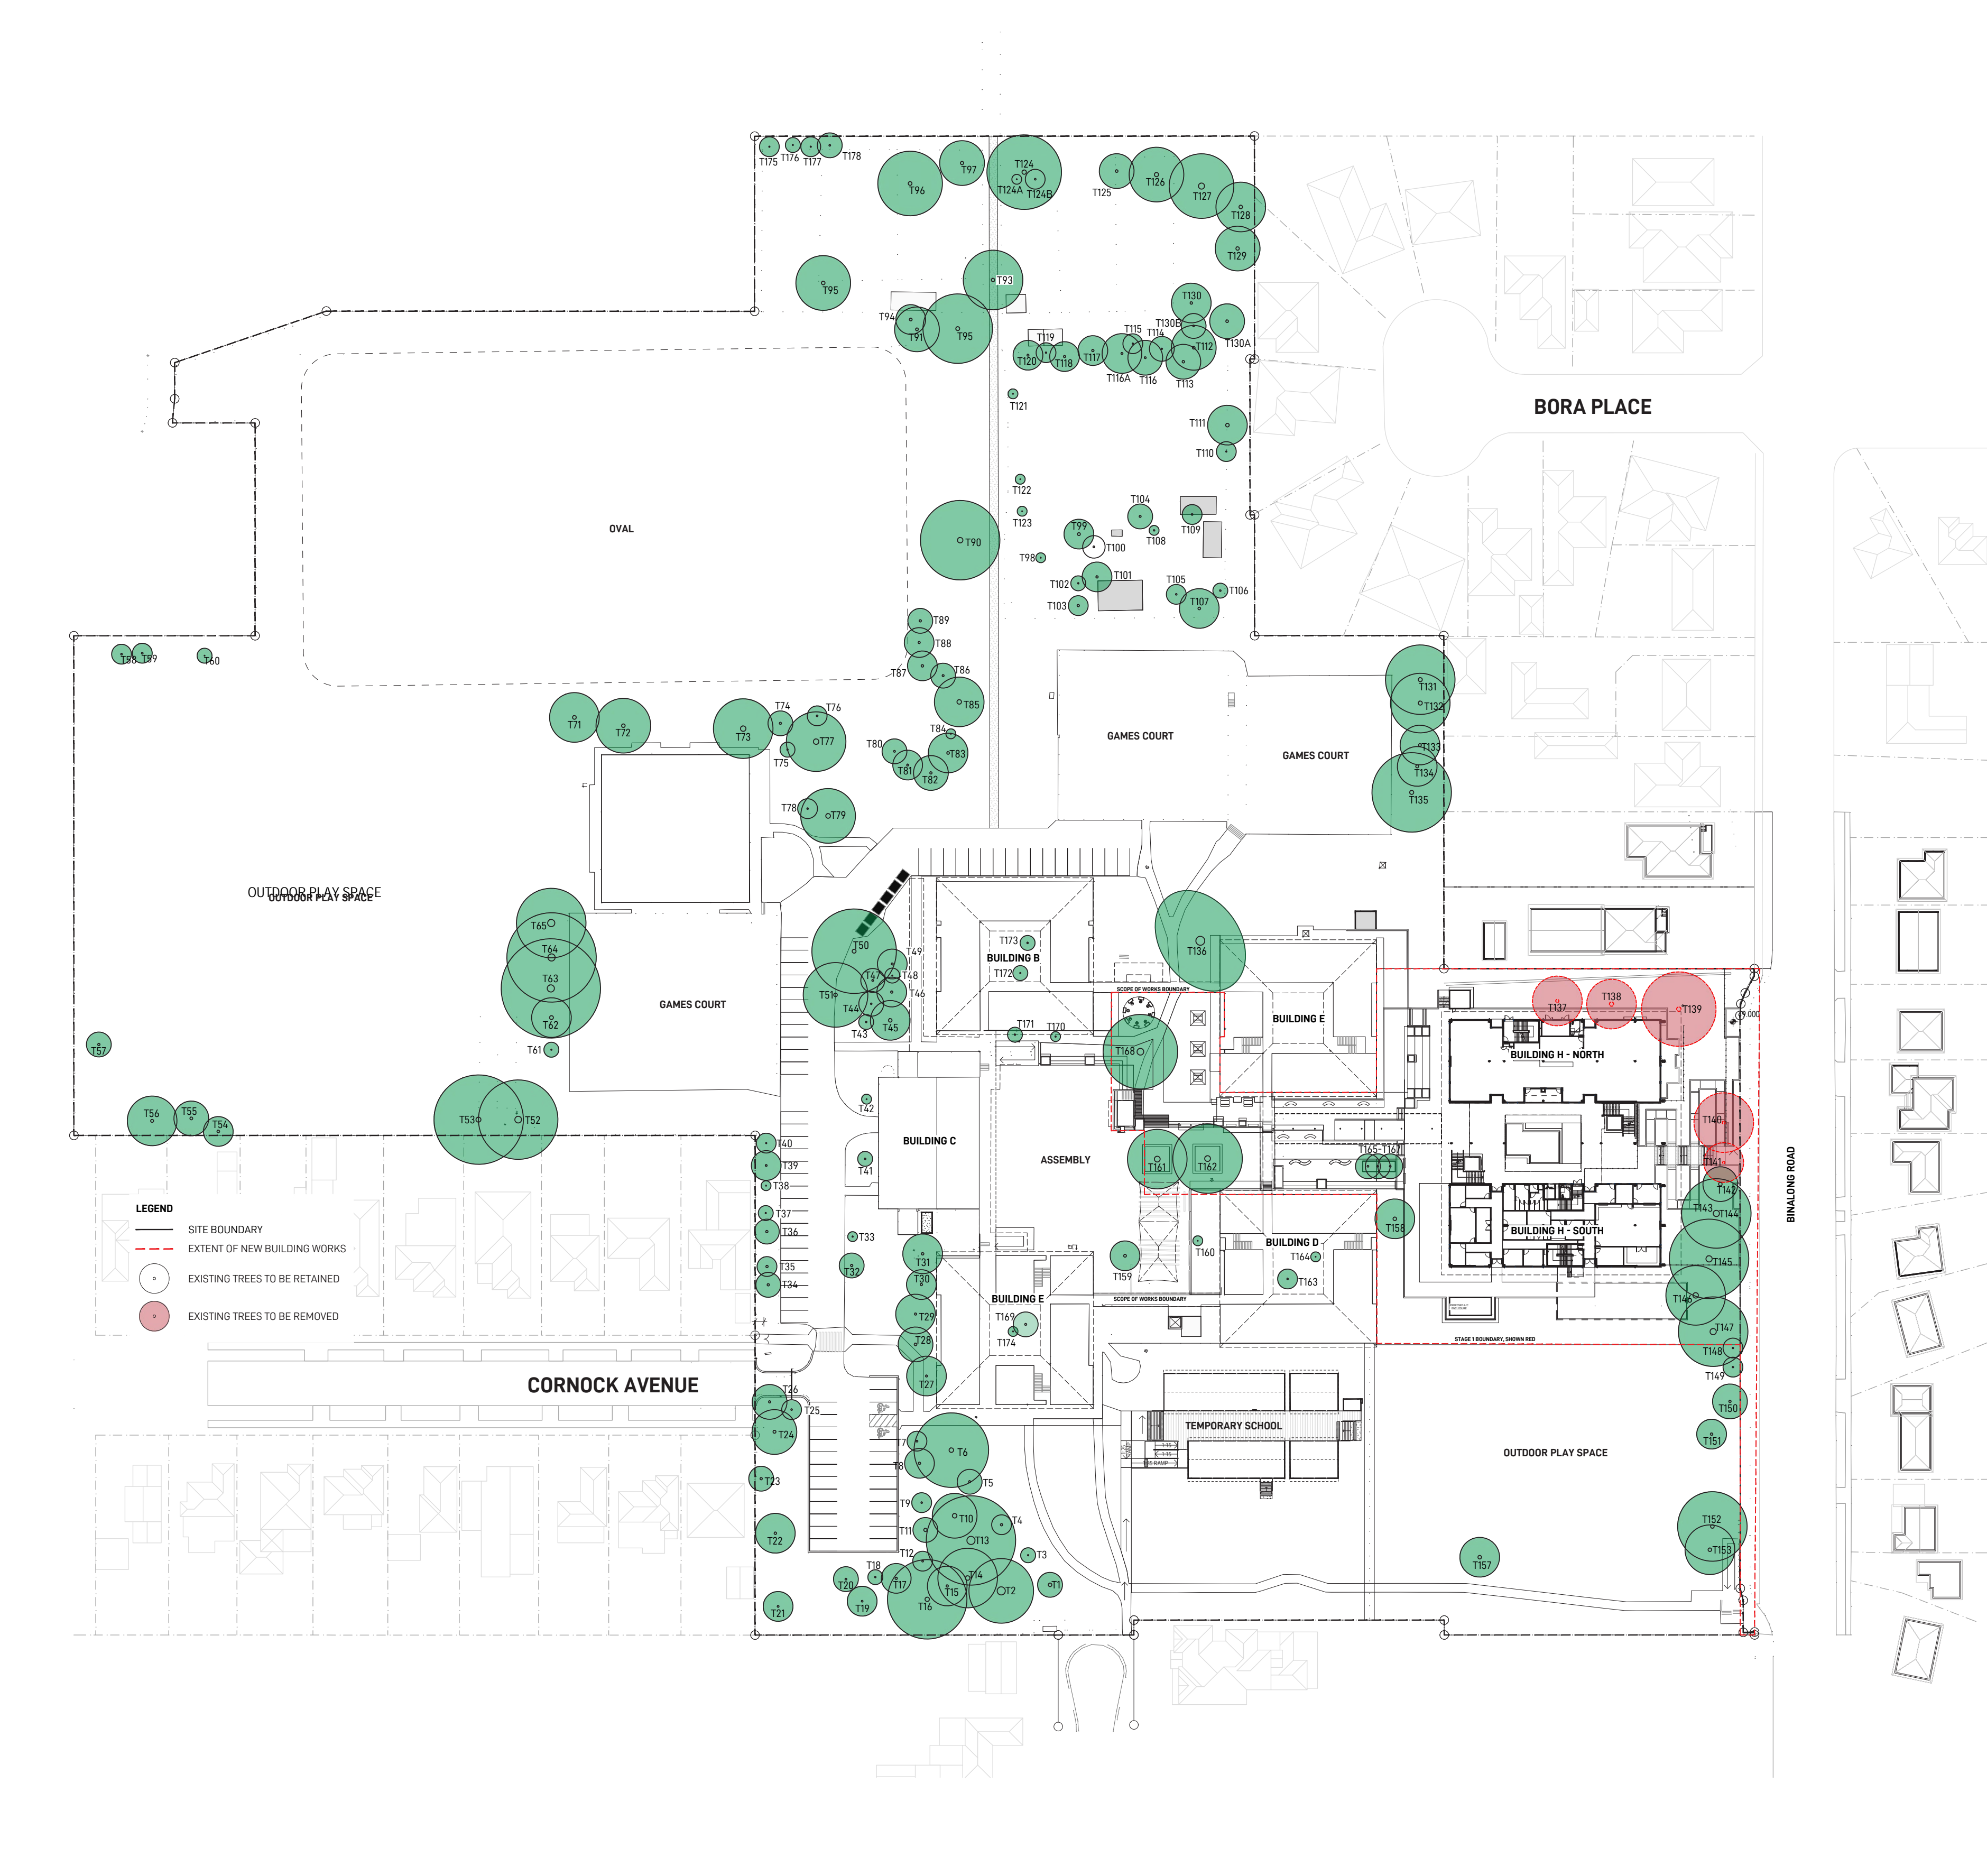 T175
T176
T177
T178
T96
T97
T124
T124A
T124B
T125
T126
T127
T128
T129
T95
T93
T94
T91
T95
T130
T130B
T130A
T119
T115
T114
T112
T120
T118
T117
T116A
T116
T113
T121
T111
T110
BORA PLACE
OVAL
T122
T123
T90
T98
T99
T100
T104
T108
T109
T102
T101
T103
T105
T106
T107
T89
T88
T87
T86
T85
T58
T59
T60
T71
T72
T73
T74
T76
T75
T77
T84
T80
T81
T82
T83
T78
T79
GAMES COURT
GAMES COURT
T131
T132
T133
T134
T135
OUTDOOR PLAY SPACE
OUTDOOR PLAY SPACE
T65
T64
T63
T62
T61
GAMES COURT
T50
T49
T48
T47
T46
T51
T44
T45
T43
T173
BUILDING B
T172
T171
T170
T136
SCOPE OF WORKS BOUNDARY
BUILDING E
T168
T137
T138
T139
9.000
BUILDING H - NORTH
T57
T56
T55
T54
T53
T52
T42
T41
BUILDING C
ASSEMBLY
T161
T162
T165-T167
T140
T141
T142
T143
T144
BINALONG ROAD
T40
T39
T38
T37
T36
T35
T34
T33
T32
T31
T30
T29
T28
T27
BUILDING E
T169
T174
T159
T160
BUILDING D
T164
T163
T158
SCOPE OF WORKS BOUNDARY
BUILDING H - SOUTH
T145
T146
T147
T148
T149
STAGE 1 BOUNDARY, SHOWN RED
LEGEND
SITE BOUNDARY
EXTENT OF NEW BUILDING WORKS
EXISTING TREES TO BE RETAINED
EXISTING TREES TO BE REMOVED
CORNOCK AVENUE
T26
T25
T24
T23
T22
T21
T7
T6
T8
T5
T9
T10
T4
T11
T13
T12
T3
T18
T20
T17
T14
T15
T19
T16
T2
T1
TEMPORARY SCHOOL
1:15
1:15
RAMP
OUTDOOR PLAY SPACE
T150
T151
T152
T153
T157